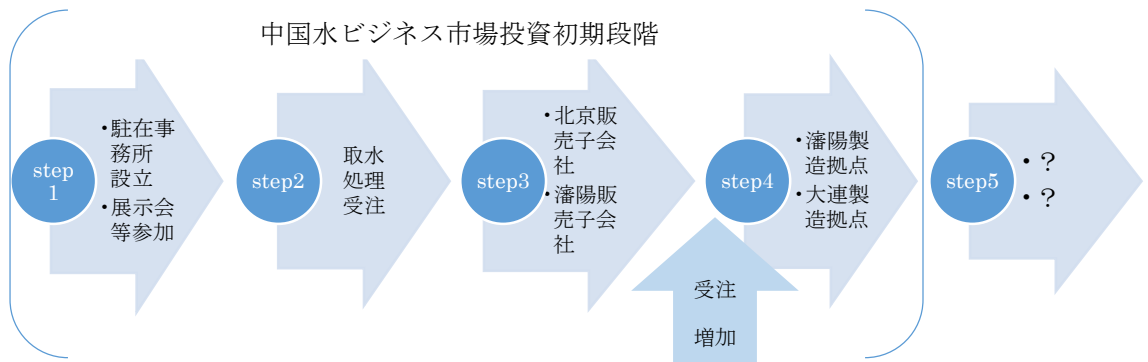 中国水ビジネス市場投資初期段階
step
1
・駐在事
務所
設立
・展示会
等参加
step2
取水
処理
受注
step3
・北京販
売子会
社
・瀋陽販
売子会
社
step4
・瀋陽製
造拠点
・大連製
造拠点
受注
増加
step5
・?
・?